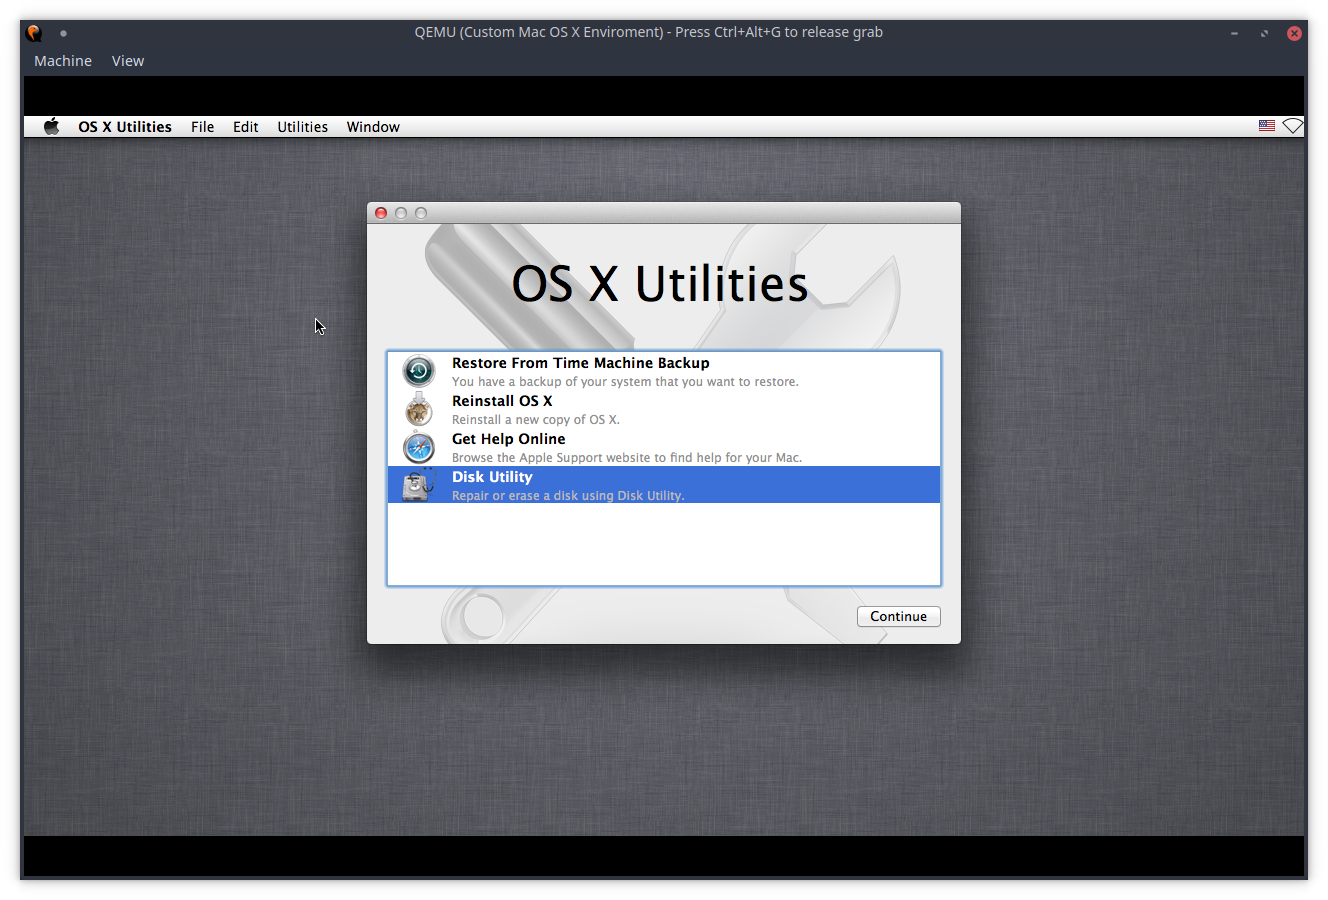 QEMU (Custom Mac OS X Enviroment) - Press Ctrl+Alt+G to release grab
Machine View
OS X Utilities File Edit Utilities Window
OS X Utilities
Restore From Time Machine Backup
You have a backup of your system that you want to restore.
Reinstall OS X
Reinstall a new copy of OS X.
Get Help Online
Browse the Apple Support website to find help for your Mac.
Disk Utility
Repair or erase a disk using Disk Utility.
Continue